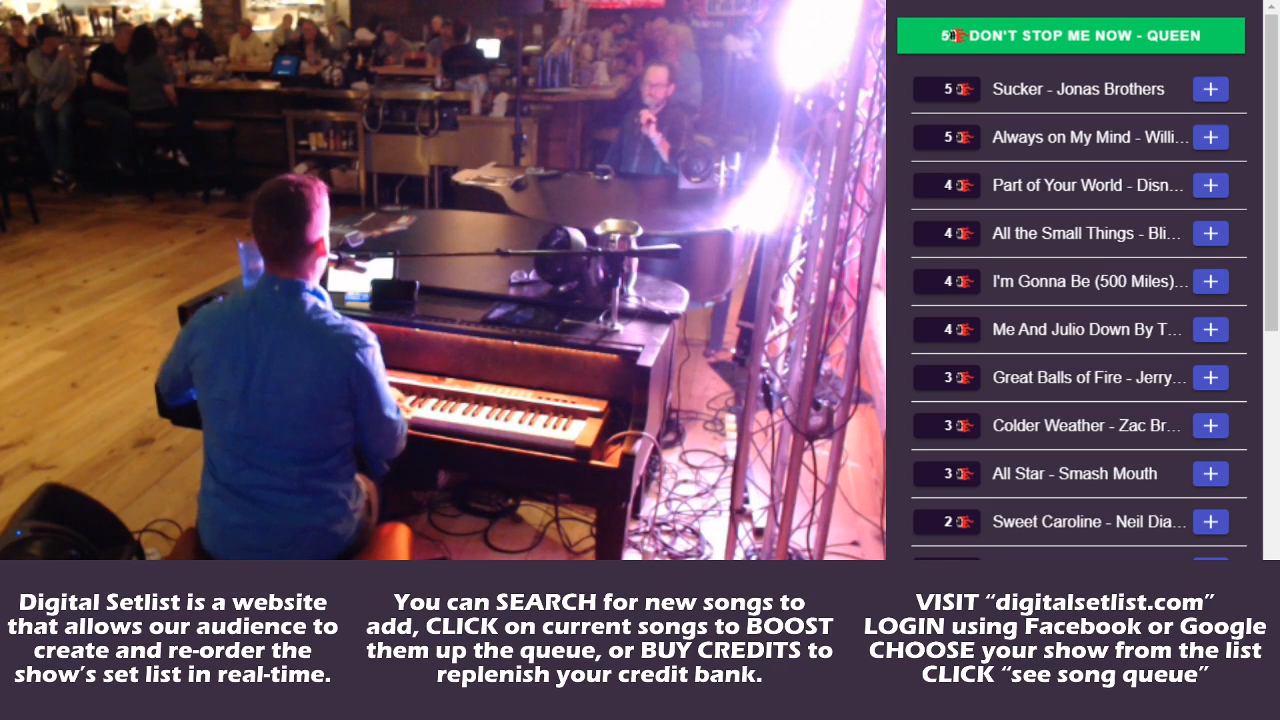 DON'T STOP ME NOW - QUEEN
5 Sucker - Jonas Brothers +
5 Always on My Mind - Willi... +
4 Part of Your World - Disn... +
4 All the Small Things - Bli... +
4 I'm Gonna Be (500 Miles)... +
4 Me And Julio Down By T... +
3 Great Balls of Fire - Jerry... +
3 Colder Weather - Zac Br... +
3 All Star - Smash Mouth +
2 Sweet Caroline - Neil Dia... +
Digital Setlist is a website
that allows our audience to
create and re-order the
show's set list in real-time.
You can SEARCH for new songs to
add, CLICK on current songs to BOOST
them up the queue, or BUY CREDITS to
replenish your credit bank.
VISIT “digitalsetlist.com”
LOGIN using Facebook or Google
CHOOSE your show from the list
CLICK “see song queue”